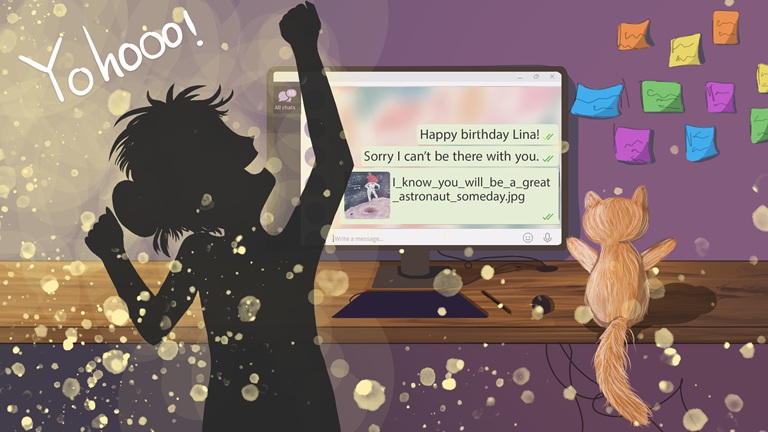 Yohooo!
All chats
Happy birthday Lina!
Sorry I can't be there with you.
I_know_you_will_be_a_great
_astronaut_someday.jpg
Write a message...